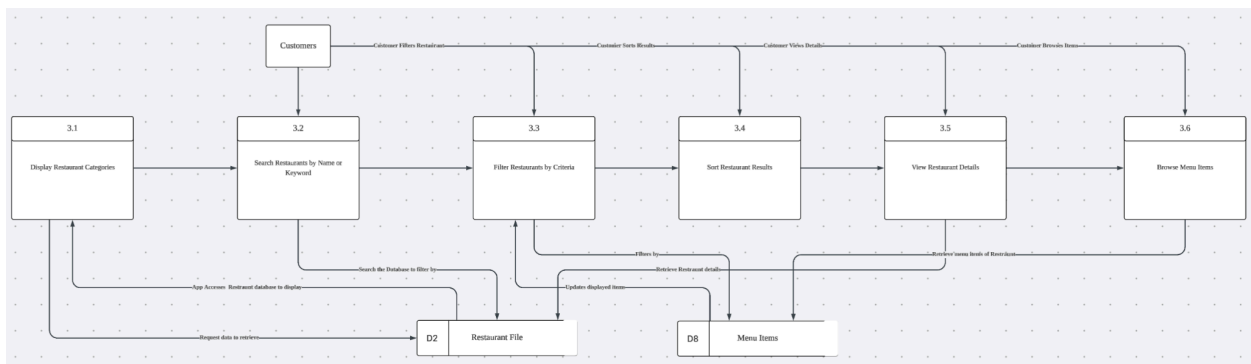 Customers
Customer Filters Restaurant
Customer Sorts Results
Customer Views Details
Customer Browses Items
3.1
3.2
3.3
3.4
3.5
3.6
Display Restaurant Categories
Search Restaurants by Name or
Keyword
Filter Restaurants by Criteria
Sort Restaurant Results
View Restaurant Details
Browse Menu Items
Filters by
Retrieve menu items of Restraunt
Search the Database to filter by
Retrieve Restraunt details
App Accesses Restraunt database to display
Updates displayed items
Request data to retrieve
D2
Restaurant File
D8
Menu Items